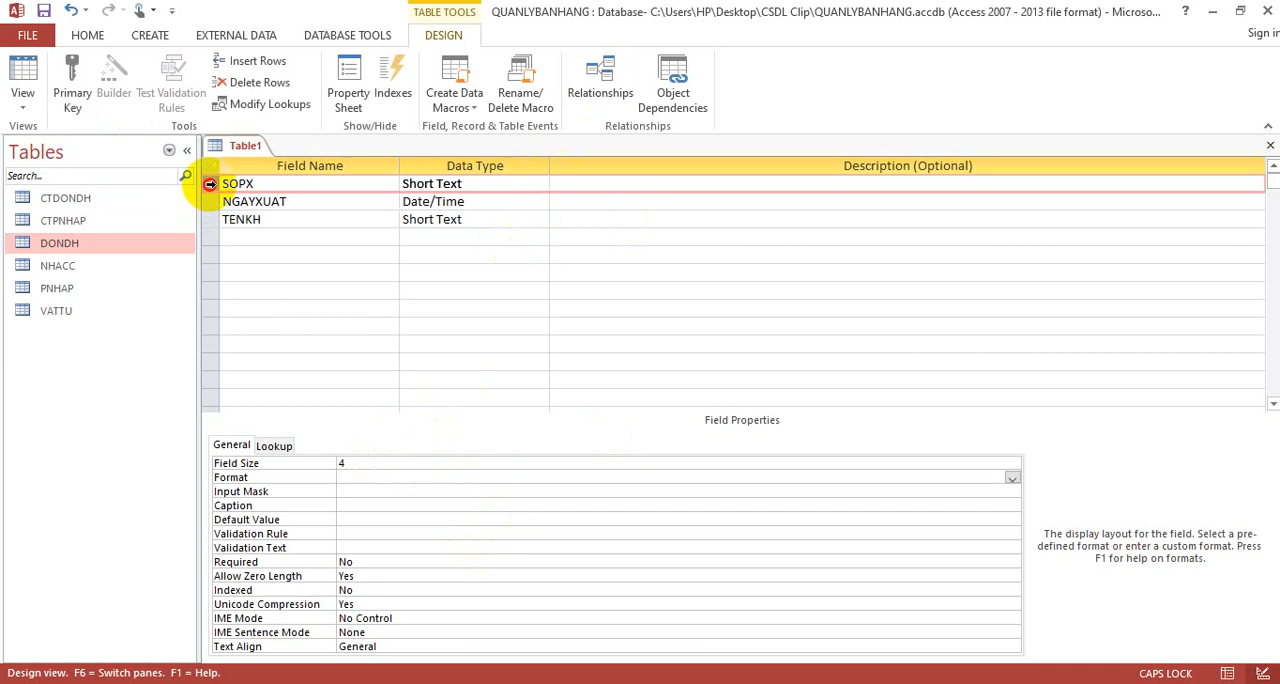 TABLE TOOLS
QUANLYBANHANG : Database- C:\Users\HP\Desktop\CSDL Clip\QUANLYBANHANG.accdb (Access 2007 - 2013 file format) - Microso...
?
FILE HOME CREATE EXTERNAL DATA DATABASE TOOLS DESIGN Sign in
View
Primary Key
Builder
Test Validation Rules
Insert Rows
Delete Rows
Modify Lookups
Property Sheet
Indexes
Create Data Macros
Rename/ Delete Macro
Relationships
Object Dependencies
Views Tools Show/Hide Field, Record & Table Events Relationships
Tables
Search...
CTDONDH
CTPNHAP
DONDH
NHACC
PNHAP
VATTU
Table1
Field Name Data Type Description (Optional)
SOPX Short Text
NGAYXUAT Date/Time
TENKH Short Text
Field Properties
General Lookup
Field Size 4
Format
Input Mask
Caption
Default Value
Validation Rule
Validation Text
Required No
Allow Zero Length Yes
Indexed No
Unicode Compression Yes
IME Mode No Control
IME Sentence Mode None
Text Align General
The display layout for the field. Select a pre-
defined format or enter a custom format. Press
F1 for help on formats.
Design view. F6 = Switch panes. F1 = Help. CAPS LOCK